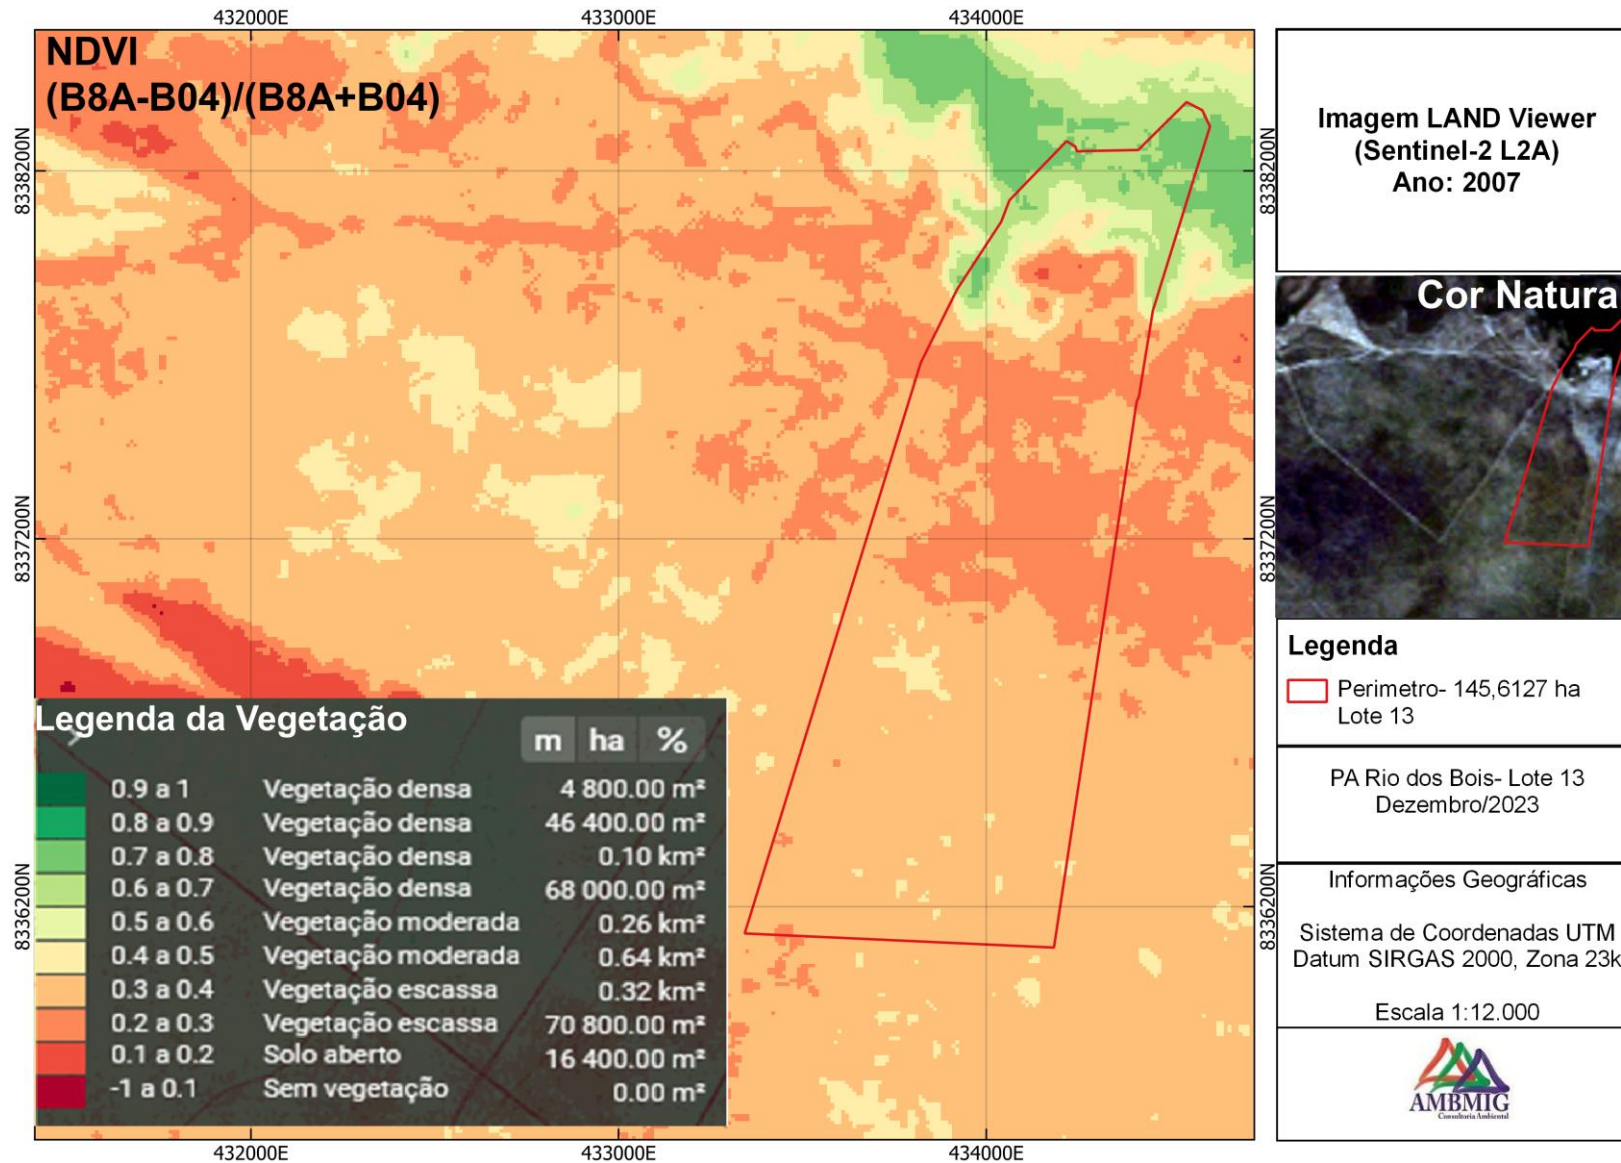 432000E 433000E 434000E
NDVI
(B8A-B04)/(B8A+B04)
8338200N
8338200N
8337200N
8337200N
8336200N
8336200N
Legenda da Vegetação
m ha %
0.9 a 1 Vegetação densa 4 800.00 m²
0.8 a 0.9 Vegetação densa 46 400.00 m²
0.7 a 0.8 Vegetação densa 0.10 km²
0.6 a 0.7 Vegetação densa 68 000.00 m²
0.5 a 0.6 Vegetação moderada 0.26 km²
0.4 a 0.5 Vegetação moderada 0.64 km²
0.3 a 0.4 Vegetação escassa 0.32 km²
0.2 a 0.3 Vegetação escassa 70 800.00 m²
0.1 a 0.2 Solo aberto 16 400.00 m²
-1 a 0.1 Sem vegetação 0.00 m²
432000E 433000E 434000E
Imagem LAND Viewer
(Sentinel-2 L2A)
Ano: 2007
Cor Natura
Legenda
Perimetro- 145,6127 ha
Lote 13
PA Rio dos Bois- Lote 13
Dezembro/2023
Informações Geográficas
Sistema de Coordenadas UTM
Datum SIRGAS 2000, Zona 23k
Escala 1:12.000
AMBMIG
Consultoria Ambiental